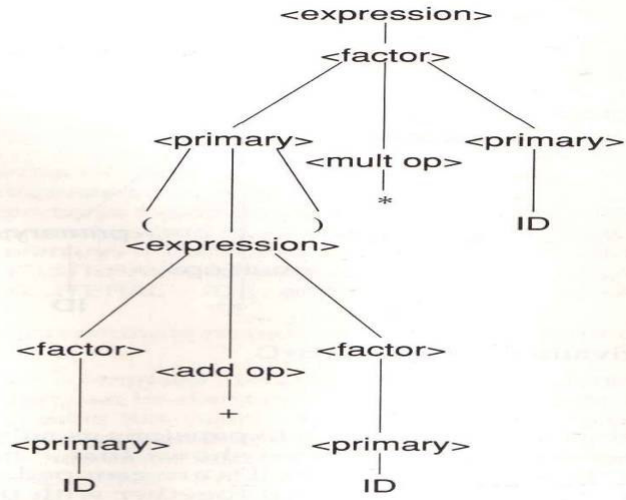 <expression>
<factor>
<primary> <mult op> <primary>
*
( ) ID
<expression>
<factor> <add op> <factor>
+
<primary> <primary>
ID ID